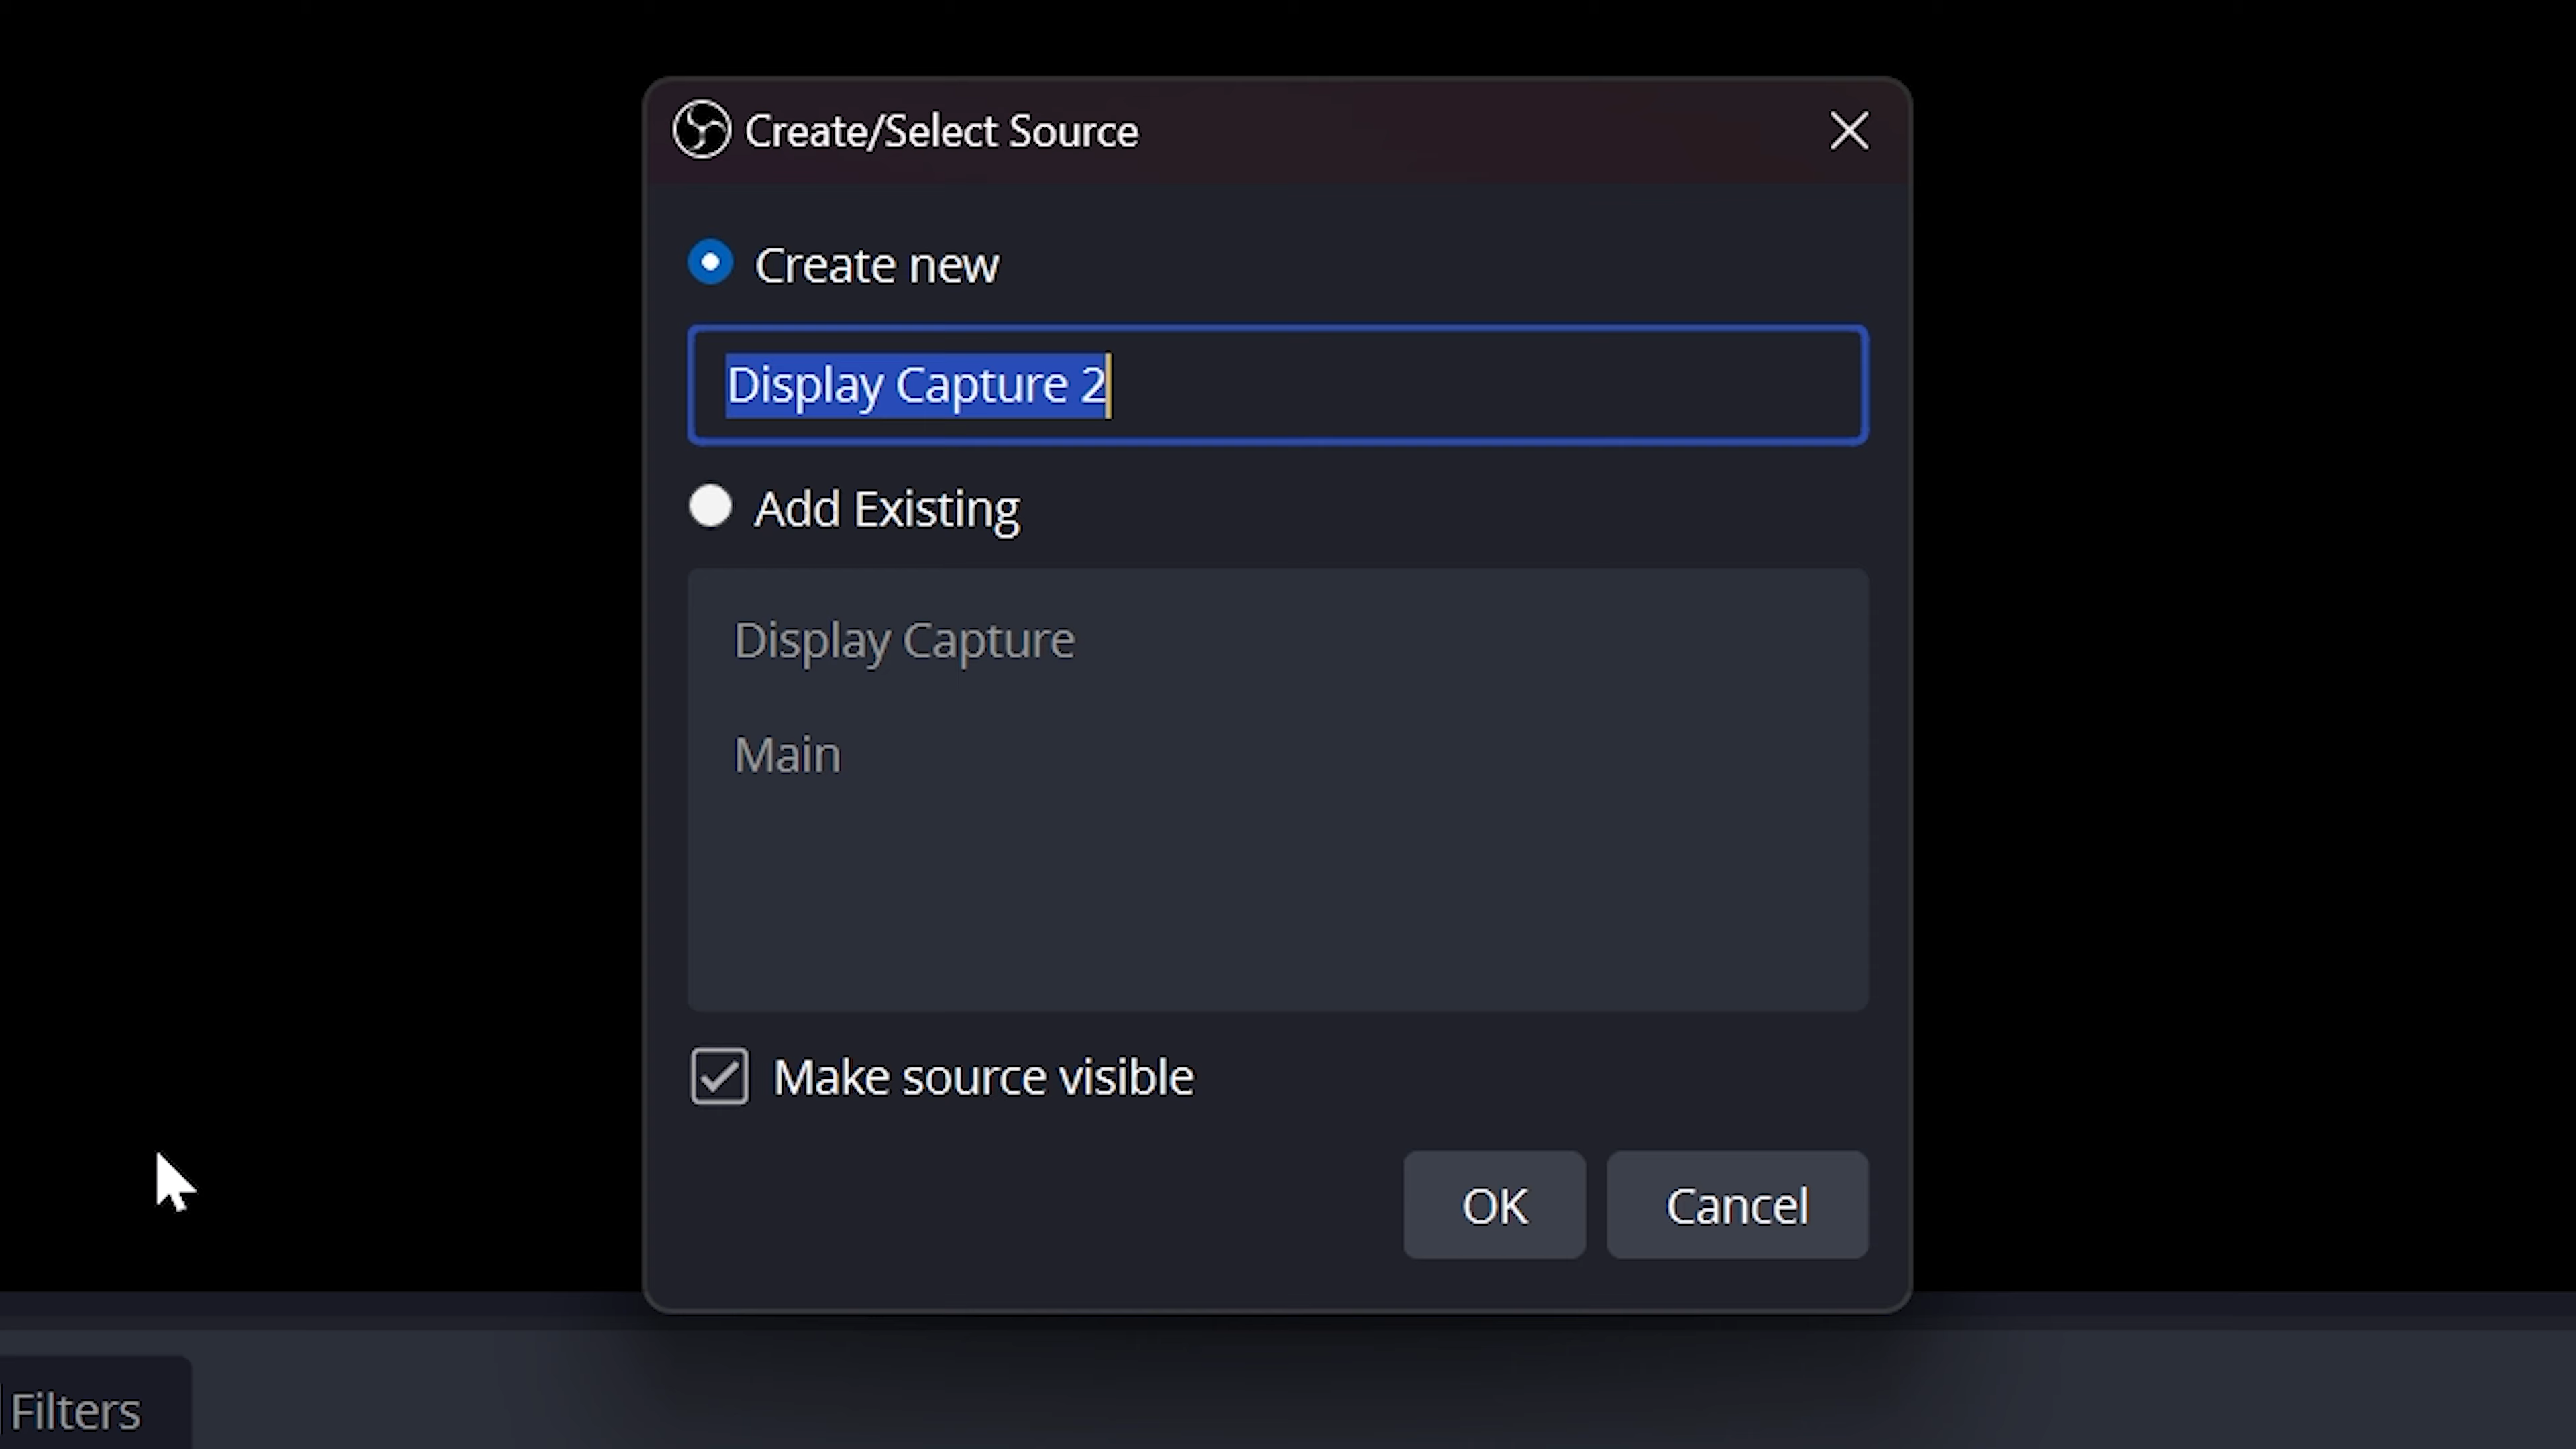 Create/Select Source
Create new
Display Capture 2
Add Existing
Display Capture
Main
Make source visible
OK
Cancel
Filters